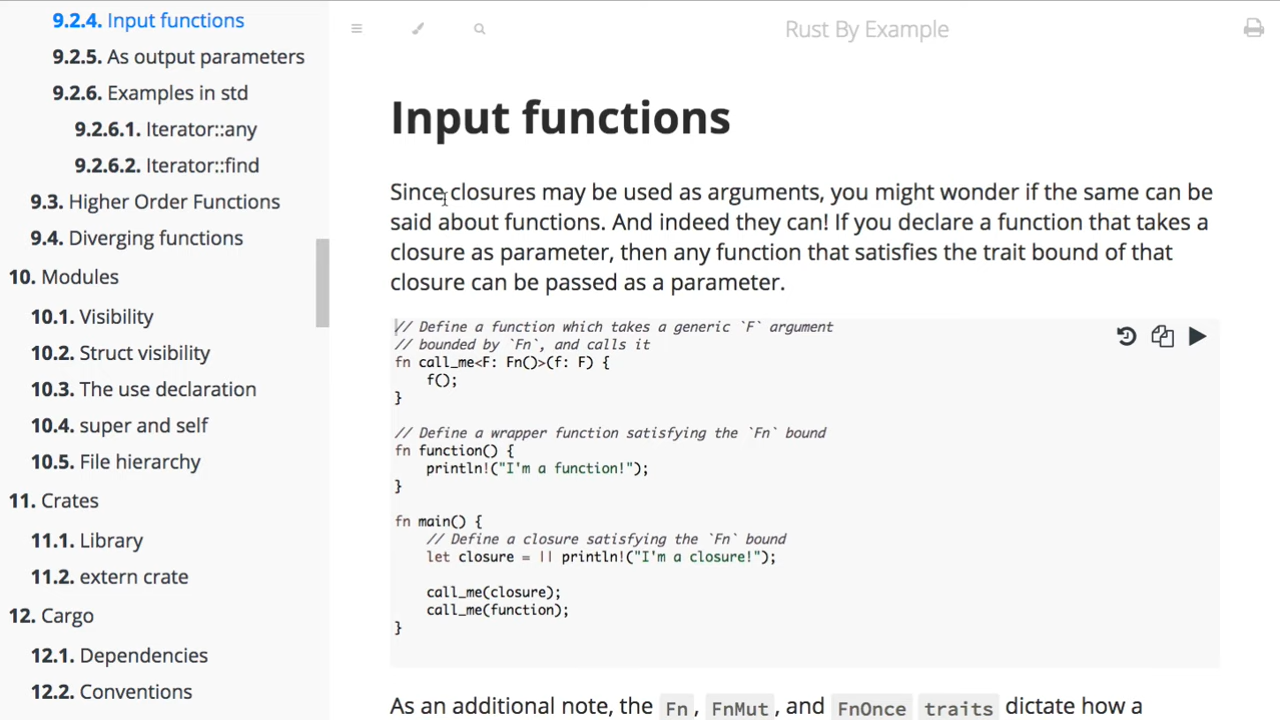 9.2.4. Input functions
9.2.5. As output parameters
9.2.6. Examples in std
9.2.6.1. Iterator::any
9.2.6.2. Iterator::find
9.3. Higher Order Functions
9.4. Diverging functions
10. Modules
10.1. Visibility
10.2. Struct visibility
10.3. The use declaration
10.4. super and self
10.5. File hierarchy
11. Crates
11.1. Library
11.2. extern crate
12. Cargo
12.1. Dependencies
12.2. Conventions
Rust By Example
Input functions
Since closures may be used as arguments, you might wonder if the same can be
said about functions. And indeed they can! If you declare a function that takes a
closure as parameter, then any function that satisfies the trait bound of that
closure can be passed as a parameter.
// Define a function which takes a generic `F` argument
// bounded by `Fn`, and calls it
fn call_me<F: Fn()>(f: F) {
    f();
}
// Define a wrapper function satisfying the `Fn` bound
fn function() {
    println!("I'm a function!");
}
fn main() {
    // Define a closure satisfying the `Fn` bound
    let closure = || println!("I'm a closure!");
    call_me(closure);
    call_me(function);
}
As an additional note, the Fn, FnMut, and FnOnce traits dictate how a